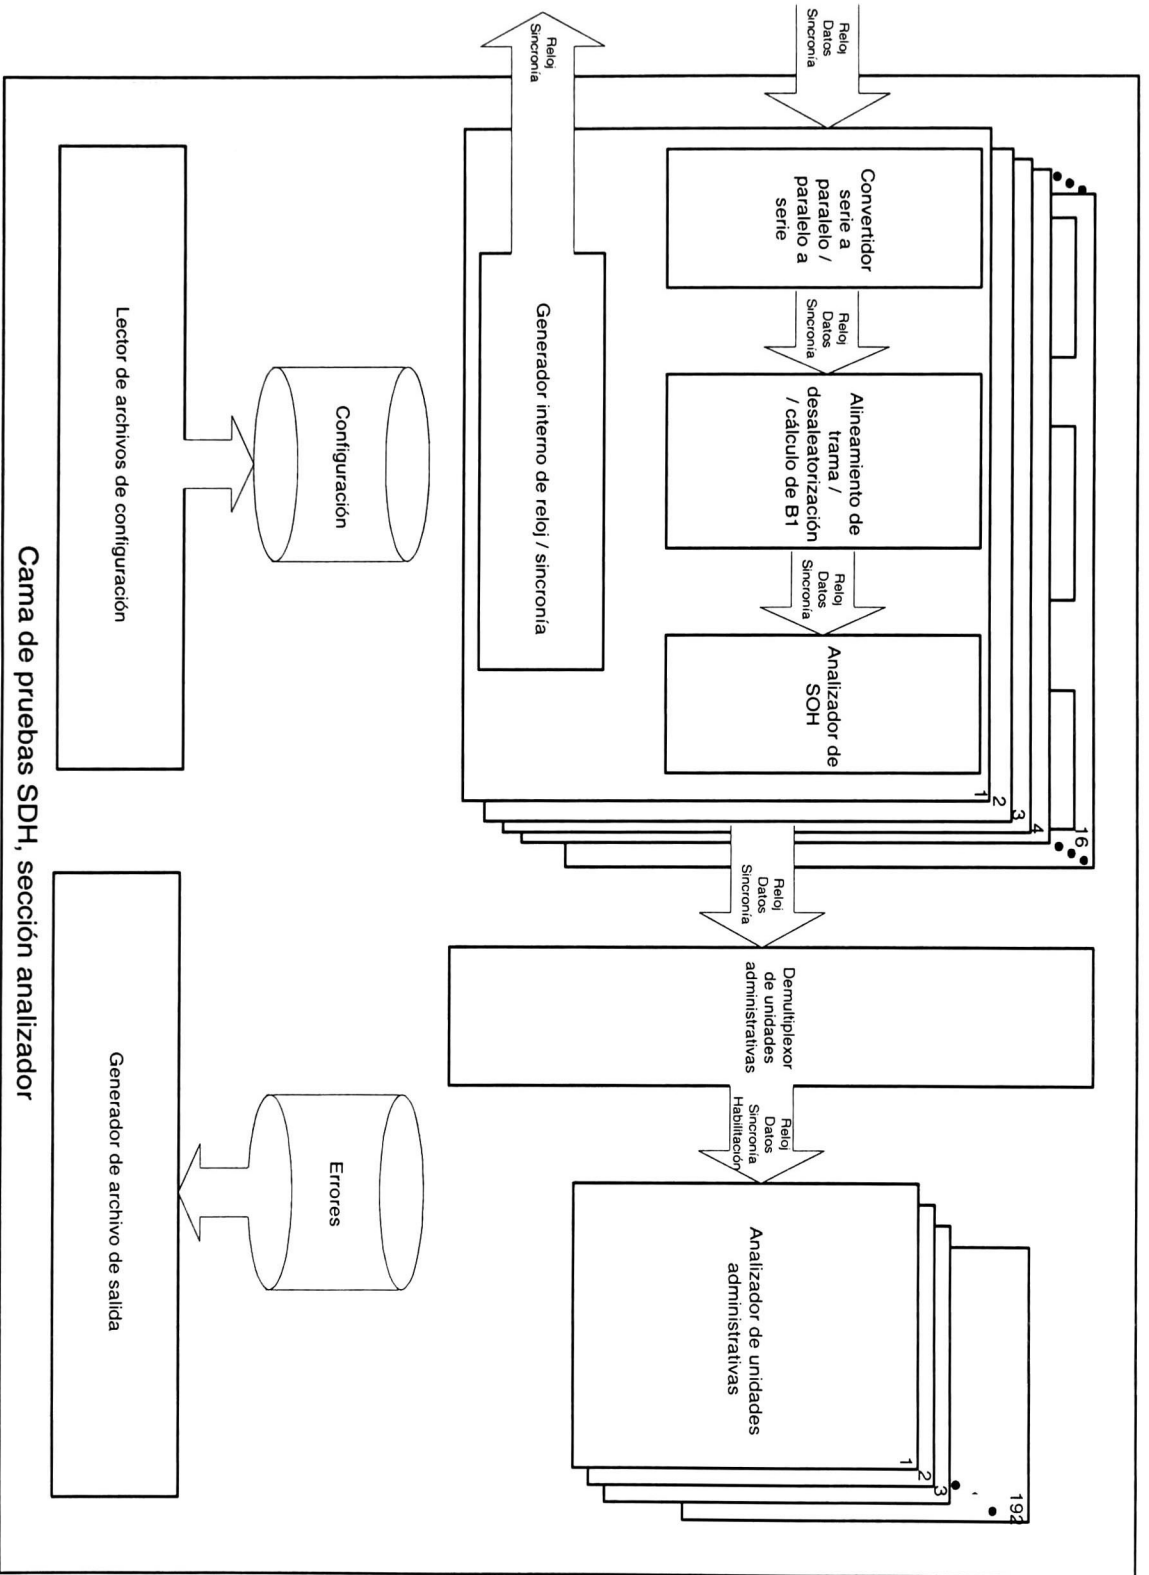 Reloj
Datos
Sincronía
Reloj
Sincronía
Convertidor
serie a
paralelo /
paralelo a
serie
Reloj
Datos
Sincronía
Alineamiento de
trama /
desaleatorización
/ cálculo de B1
Reloj
Datos
Sincronía
Analizador de
SOH
Generador interno de reloj / sincronía
1
2
3
4
16
Reloj
Datos
Sincronía
Demultiplexor
de unidades
administrativas
Reloj
Datos
Sincronía
Habilitación
Analizador de unidades
administrativas
1
2
3
192
Configuración
Errores
Lector de archivos de configuración
Generador de archivo de salida
Cama de pruebas SDH, sección analizador